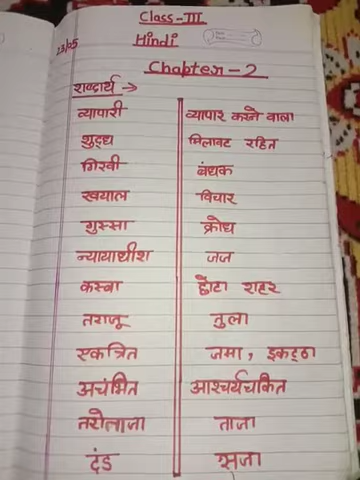 Class-III
23/05 Hindi
Chapter-2
शब्दार्थ →
व्यापारी व्यापार करने वाला
शुद्ध मिलावट रहित
गिरवी बंधक
खयाल विचार
गुस्सा क्रोध
न्यायाधीश जज
कस्बा छोटा शहर
तराजू तुला
एकत्रित जमा, इकट्ठा
अचंभित आश्चर्यचकित
तरोताजा ताजा
दंड सजा